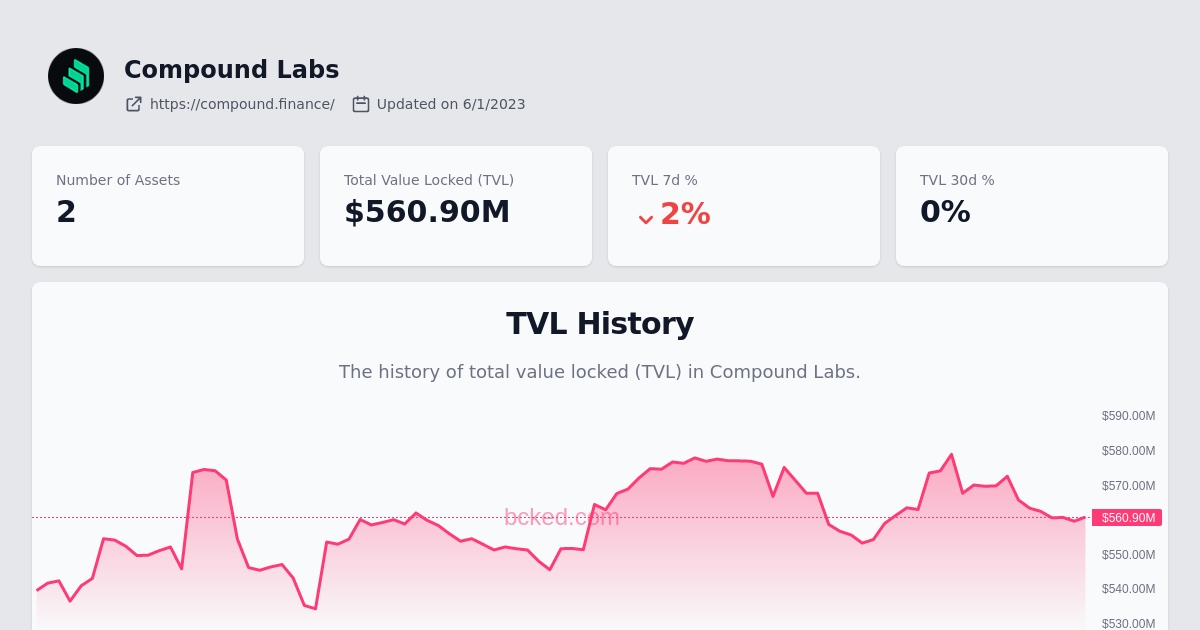 Compound Labs
https://compound.finance/ Updated on 6/1/2023
Number of Assets
2
Total Value Locked (TVL)
$560.90M
TVL 7d %
2%
TVL 30d %
0%
TVL History
The history of total value locked (TVL) in Compound Labs.
$590.00M
$580.00M
$570.00M
bcked.com
$560.90M
$550.00M
$540.00M
$530.00M